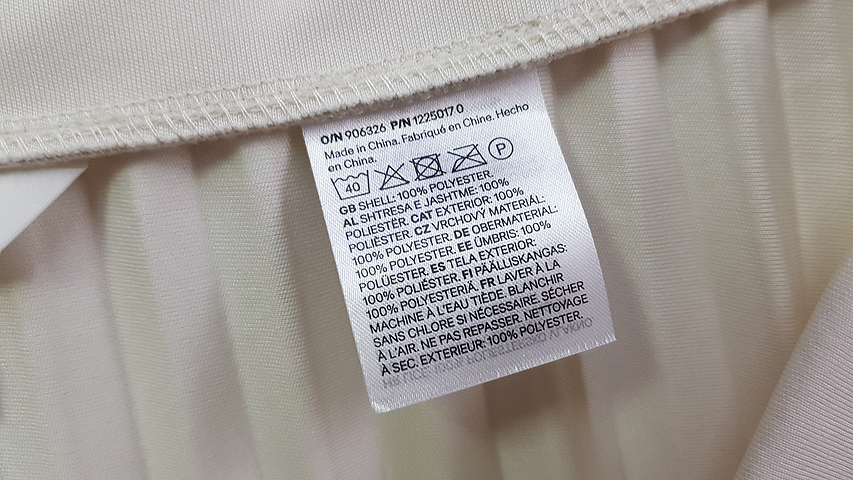 O/N 906326 P/N 1225017 0
Made in China. Fabriqué en Chine. Hecho
en China.
40 P
GB SHELL: 100% POLYESTER.
AL SHTRESA E JASHTME: 100%
POLIESTËR. CAT EXTERIOR: 100%
POLIÈSTER. CZ VRCHOVÝ MATERIÁL:
100% POLYESTER. DE OBERMATERIAL:
100% POLYESTER. EE ÜMBRIS: 100%
POLÜESTER. ES TELA EXTERIOR:
100% POLIÉSTER. FI PÄÄLLISKANGAS:
100% POLYESTERIÄ. FR LAVER À LA
MACHINE À L'EAU TIÈDE. BLANCHIR
SANS CHLORE SI NÉCESSAIRE. SÉCHER
À L'AIR. NE PAS REPASSER. NETTOYAGE
À SEC. EXTERIEUR: 100% POLYESTER.